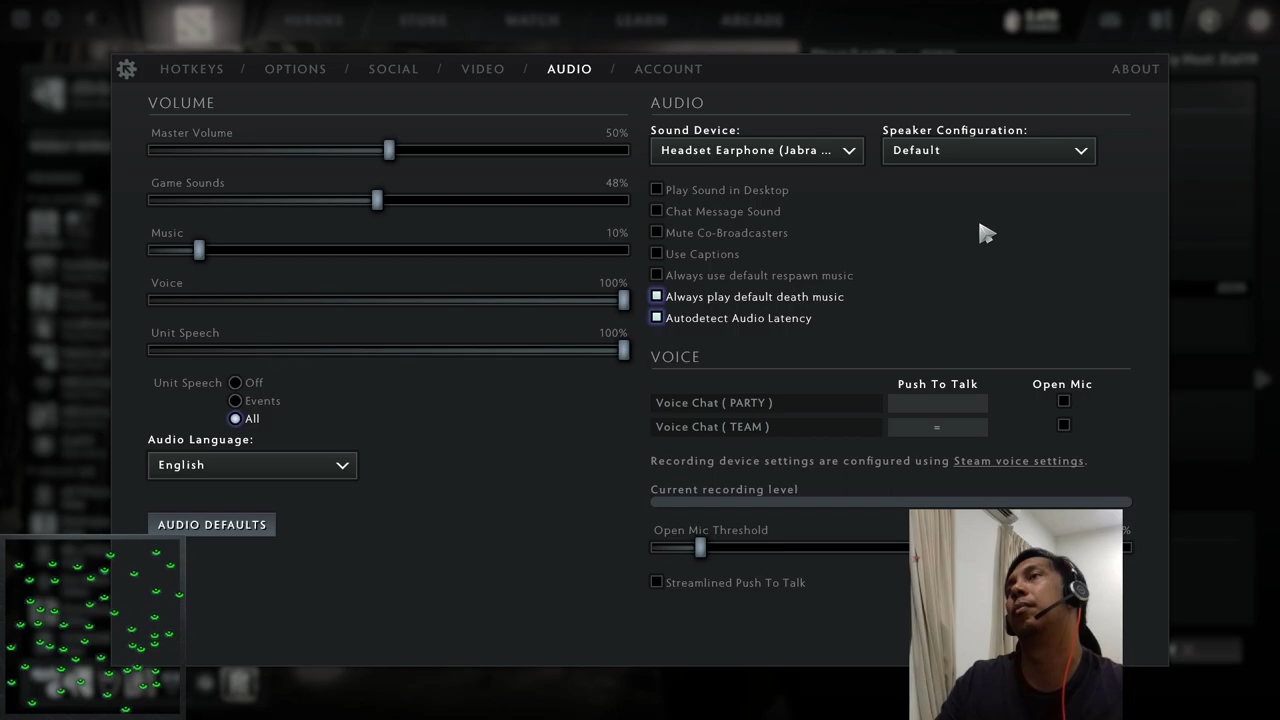 HEROES STORE WATCH LEARN ARCADE
HOTKEYS / OPTIONS / SOCIAL / VIDEO / AUDIO / ACCOUNT ABOUT
VOLUME
Master Volume 50%
Game Sounds 48%
Music 10%
Voice 100%
Unit Speech 100%
Unit Speech Off
Events
All
Audio Language:
English
AUDIO DEFAULTS
AUDIO
Sound Device: Speaker Configuration:
Headset Earphone (Jabra ... Default
Play Sound in Desktop
Chat Message Sound
Mute Co-Broadcasters
Use Captions
Always use default respawn music
Always play default death music
Autodetect Audio Latency
VOICE
Push To Talk Open Mic
Voice Chat ( PARTY )
Voice Chat ( TEAM ) =
Recording device settings are configured using Steam voice settings.
Current recording level
Open Mic Threshold %
Streamlined Push To Talk